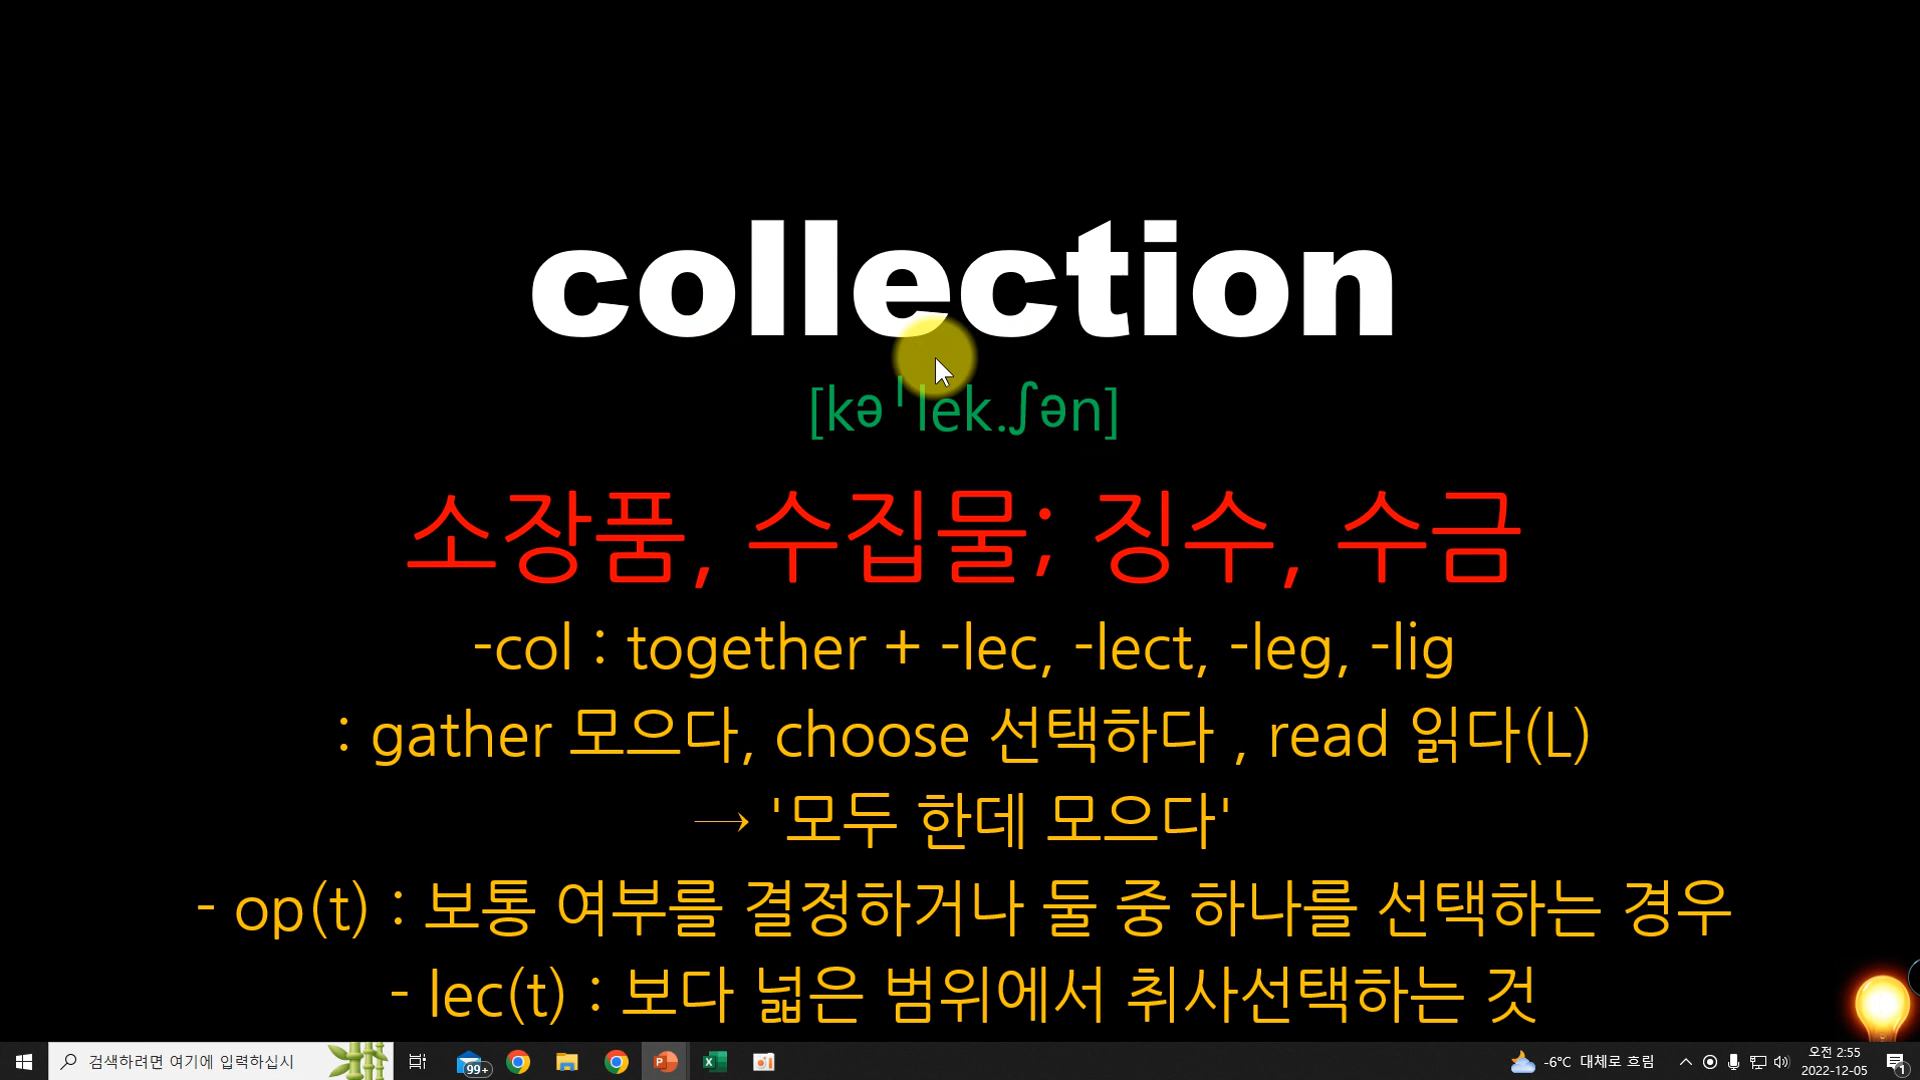 collection
[kəˈlek.ʃən]
소장품, 수집물; 징수, 수금
-col : together + -lec, -lect, -leg, -lig
: gather 모으다, choose 선택하다 , read 읽다(L)
→ '모두 한데 모으다'
- op(t) : 보통 여부를 결정하거나 둘 중 하나를 선택하는 경우
- lec(t) : 보다 넓은 범위에서 취사선택하는 것
검색하려면 여기에 입력하십시
99+
-6°C 대체로 흐림
오전 2:55
2022-12-05
1